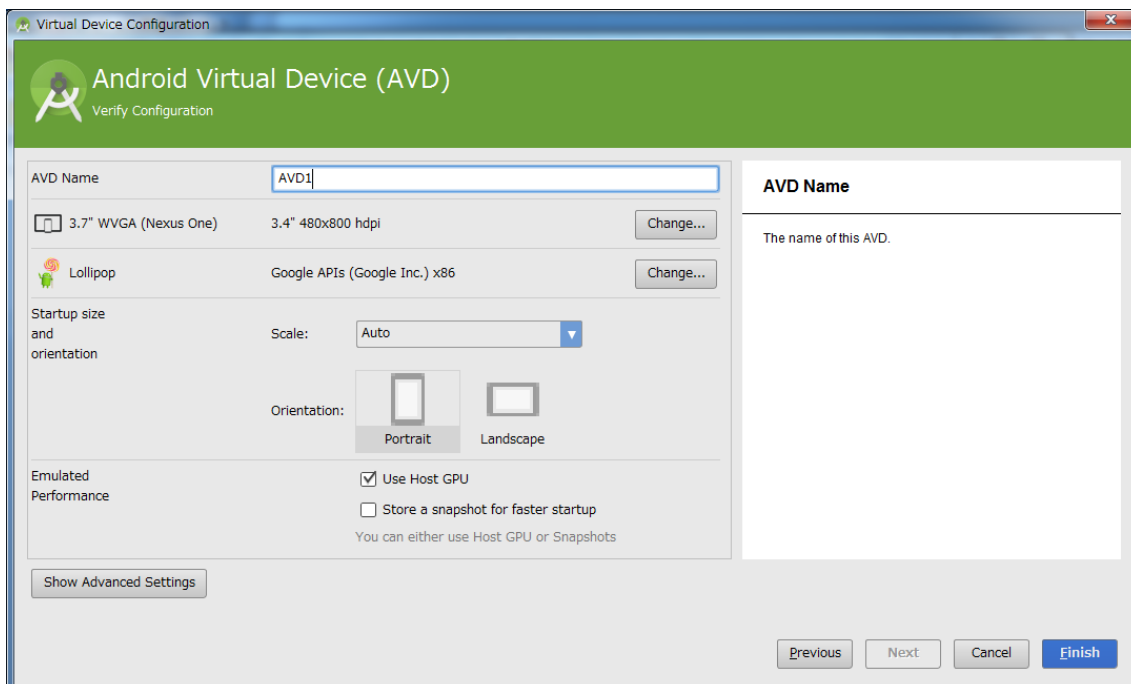 Virtual Device Configuration
Android Virtual Device (AVD)
Verify Configuration
AVD Name
AVD1
3.7" WVGA (Nexus One)
3.4" 480x800 hdpi
Change...
Lollipop
Google APIs (Google Inc.) x86
Change...
Startup size
and
orientation
Scale:
Auto
Orientation:
Portrait
Landscape
Emulated
Performance
Use Host GPU
Store a snapshot for faster startup
You can either use Host GPU or Snapshots
Show Advanced Settings
AVD Name
The name of this AVD.
Previous
Next
Cancel
Finish